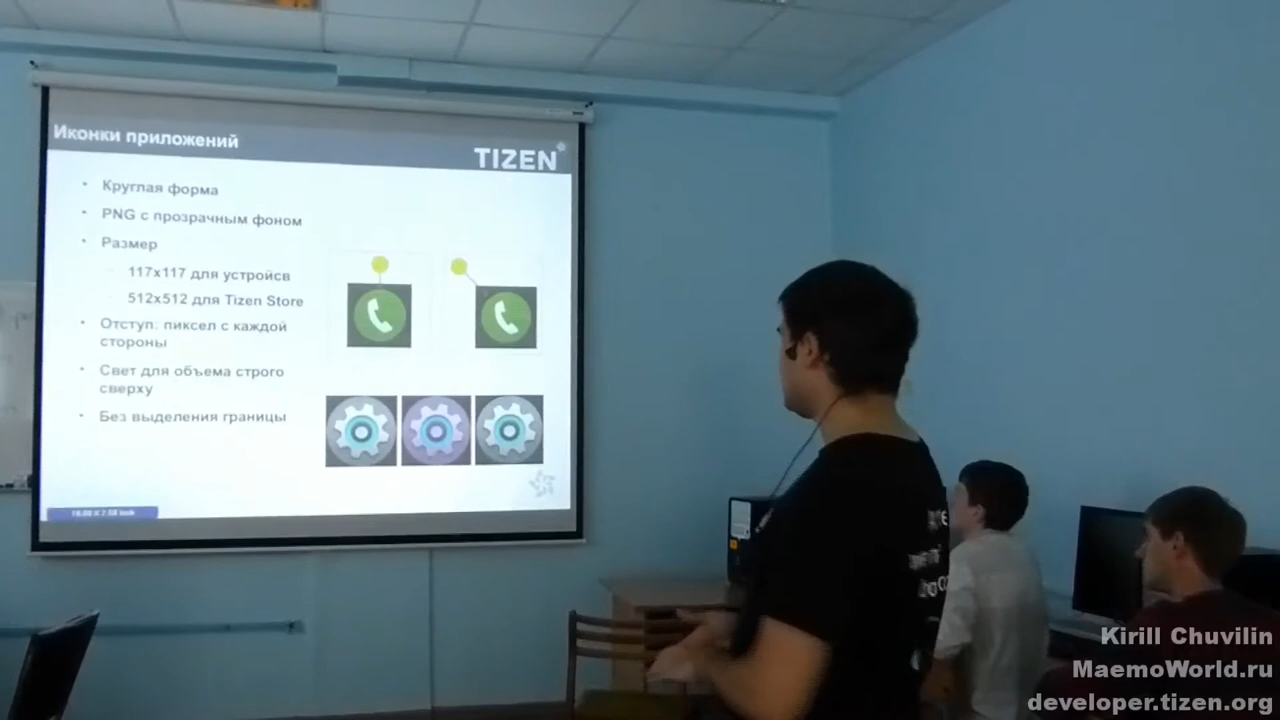 Иконки приложений
TIZEN
Круглая форма
PNG с прозрачным фоном
Размер
117x117 для устройсв
512x512 для Tizen Store
Отступ: пиксел с каждой
стороны
Свет для объема строго
сверху
Без выделения границы
Kirill Chuvilin
MaemoWorld.ru
developer.tizen.org